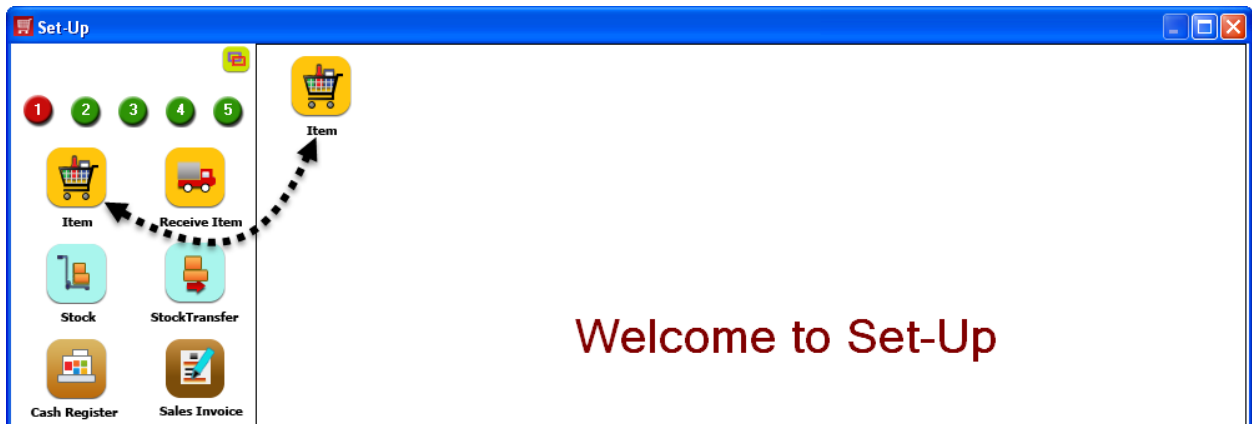 Set-Up
1 2 3 4 5
Item
Item Receive Item
Stock StockTransfer
Welcome to Set-Up
Cash Register Sales Invoice